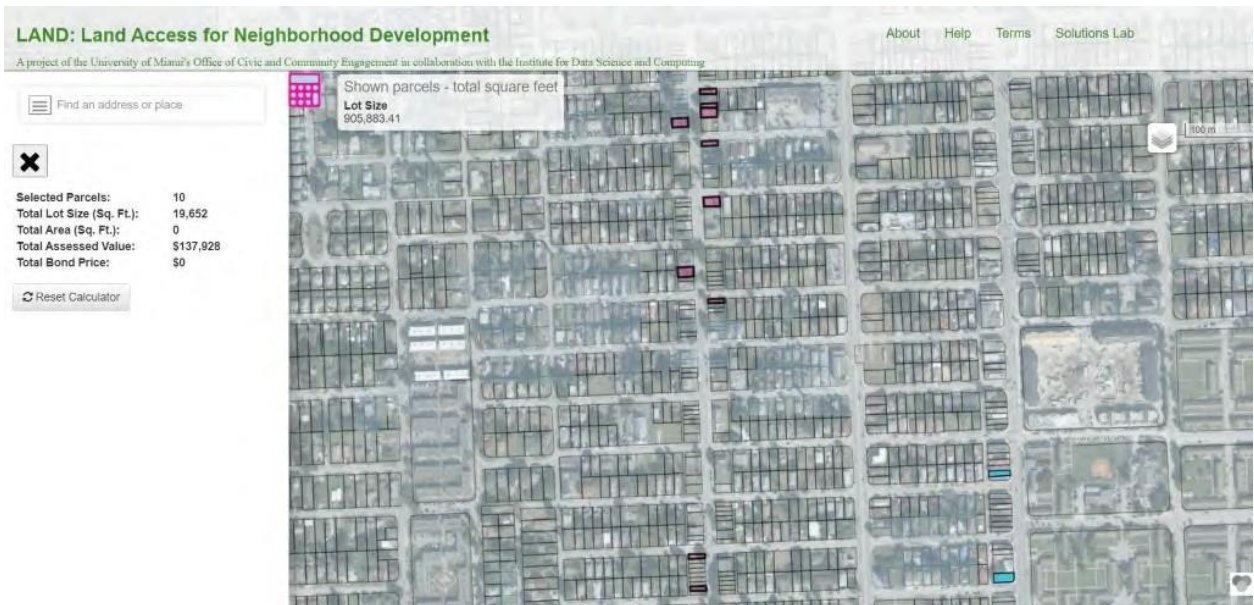 LAND: Land Access for Neighborhood Development
About Help Terms Solutions Lab
A project of the University of Miami's Office of Civic and Community Engagement in collaboration with the Institute for Data Science and Computing
Find an address or place
Shown parcels - total square feet
Lot Size
905,883.41
100 m
Selected Parcels: 10
Total Lot Size (Sq. Ft.): 19,652
Total Area (Sq. Ft.): 0
Total Assessed Value: $137,928
Total Bond Price: $0
Reset Calculator